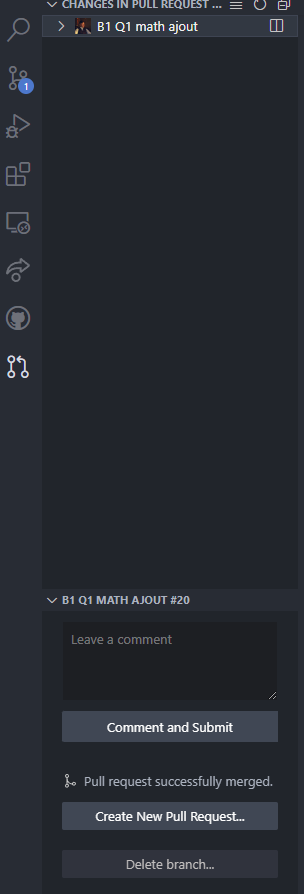 CHANGES IN PULL REQUEST ...
B1 Q1 math ajout
1
B1 Q1 MATH AJOUT #20
Leave a comment
Comment and Submit
Pull request successfully merged.
Create New Pull Request...
Delete branch...